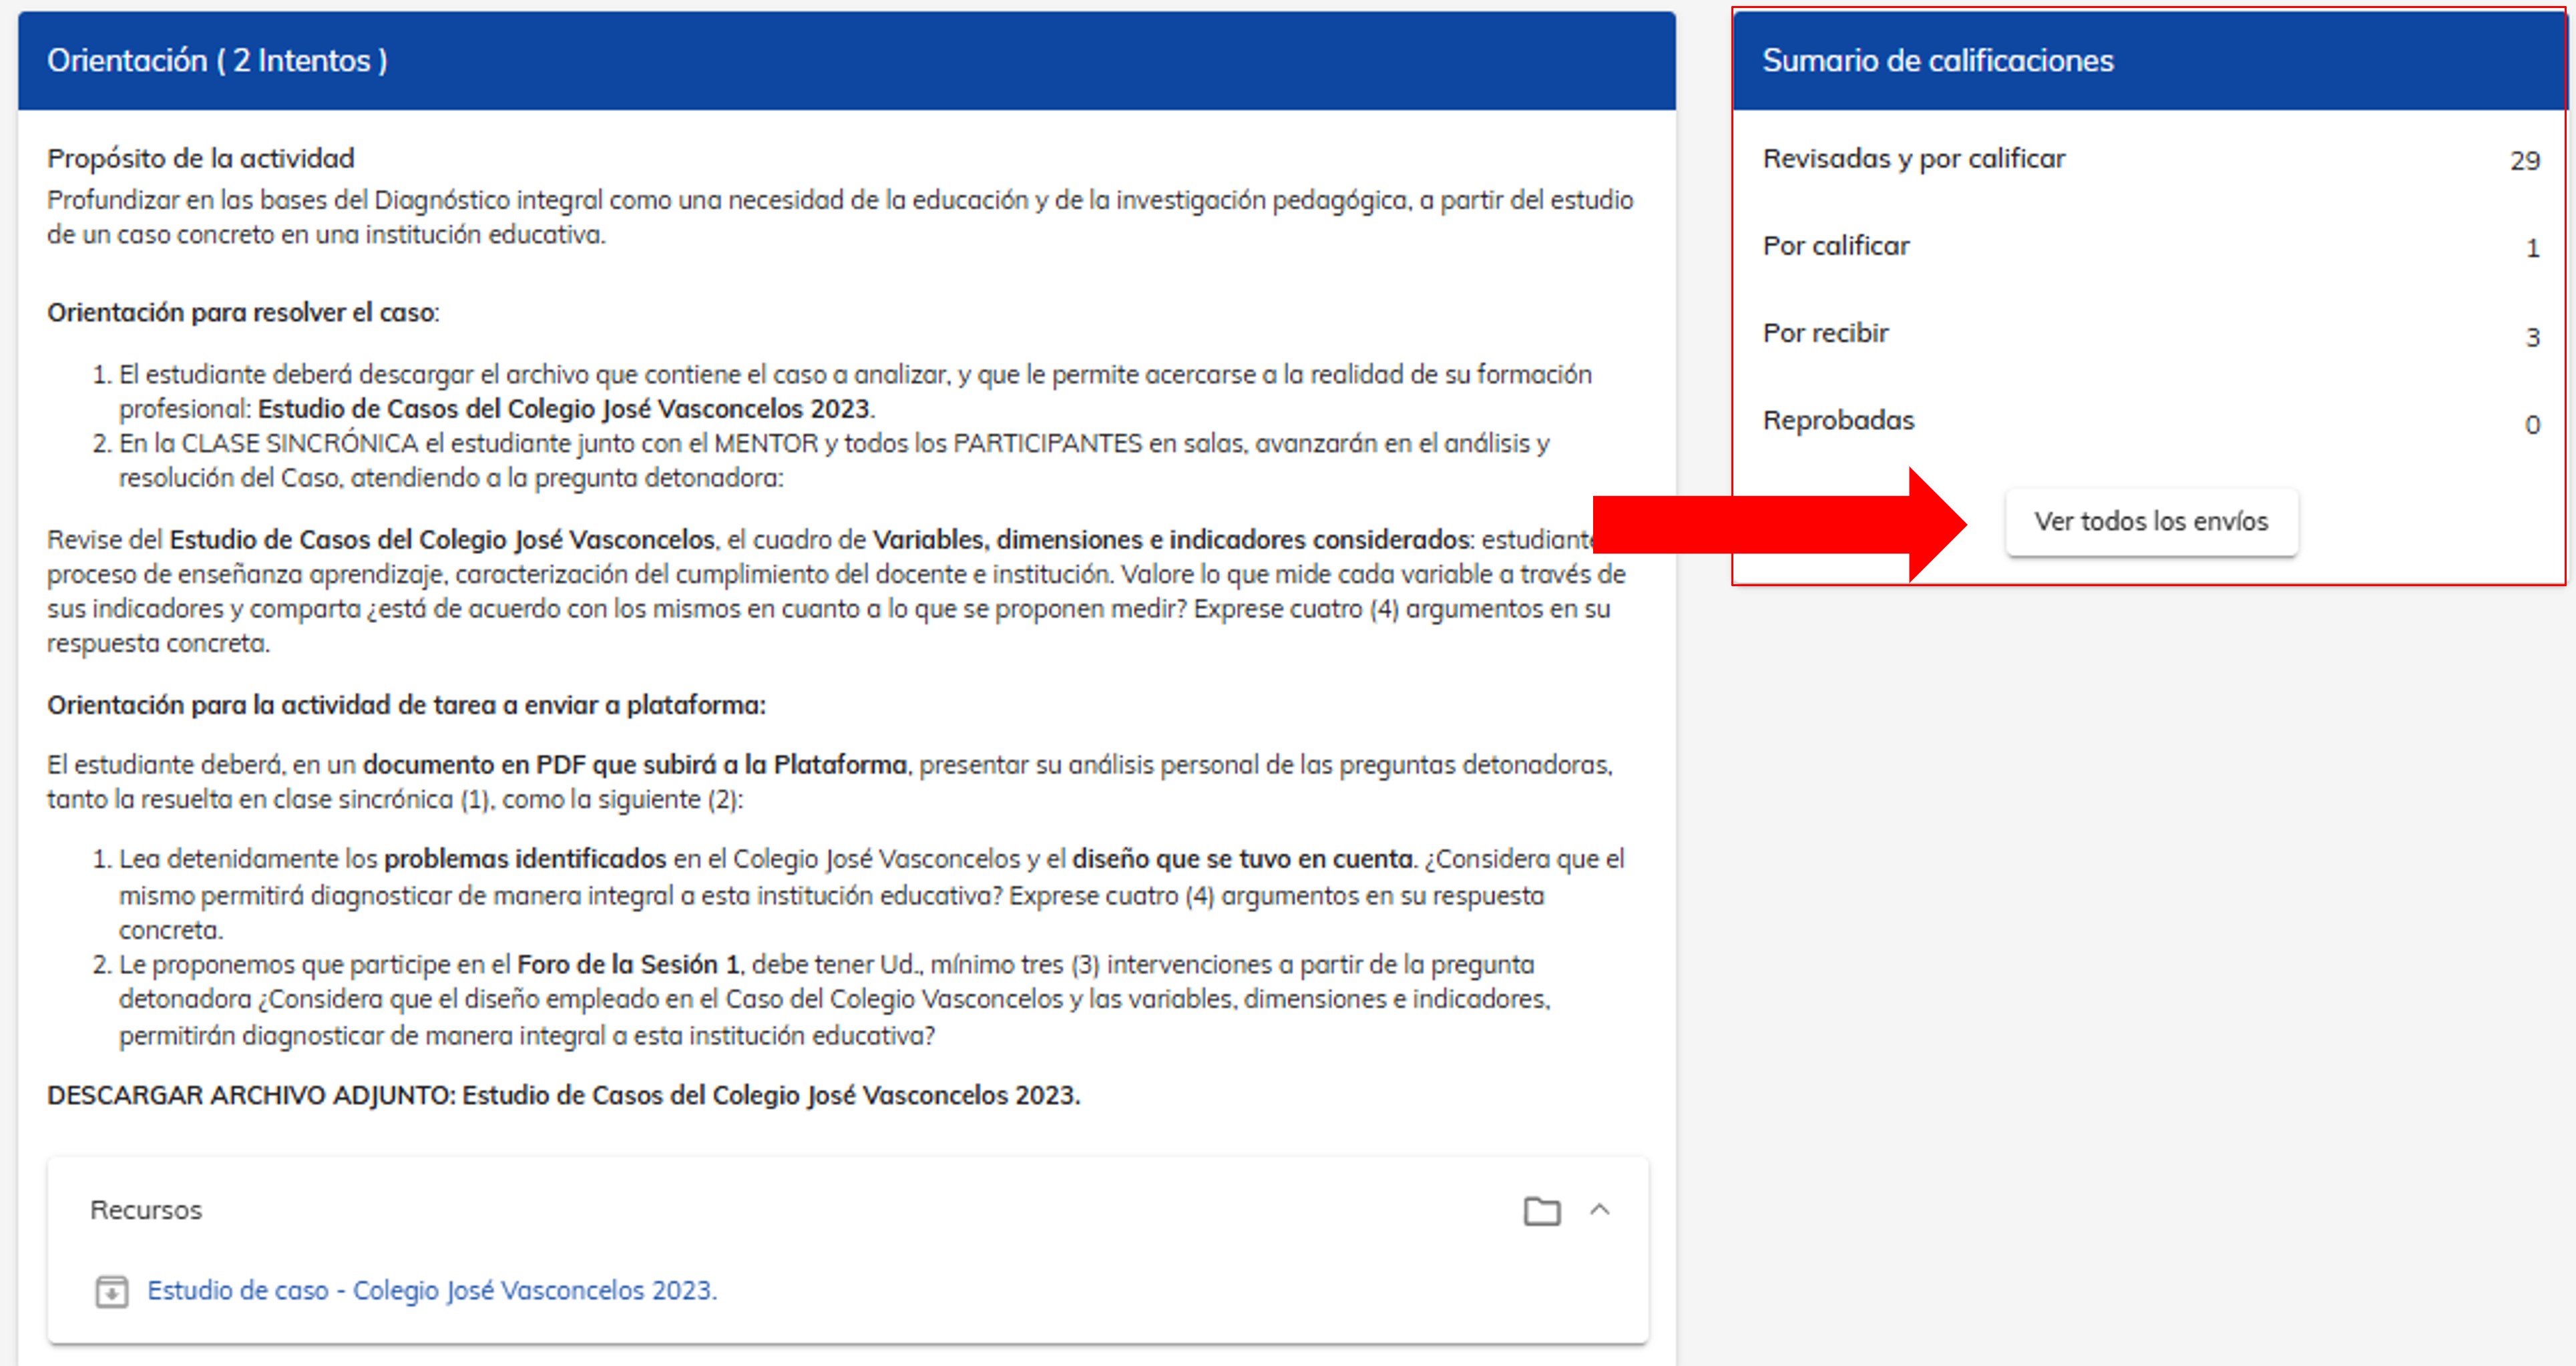 Orientación ( 2 Intentos )
Propósito de la actividad
Profundizar en las bases del Diagnóstico integral como una necesidad de la educación y de la investigación pedagógica, a partir del estudio
de un caso concreto en una institución educativa.
Orientación para resolver el caso:
1. El estudiante deberá descargar el archivo que contiene el caso a analizar, y que le permite acercarse a la realidad de su formación
profesional: Estudio de Casos del Colegio José Vasconcelos 2023.
2. En la CLASE SINCRÓNICA el estudiante junto con el MENTOR y todos los PARTICIPANTES en salas, avanzarán en el análisis y
resolución del Caso, atendiendo a la pregunta detonadora:
Revise del Estudio de Casos del Colegio José Vasconcelos, el cuadro de Variables, dimensiones e indicadores considerados: estudiante
proceso de enseñanza aprendizaje, caracterización del cumplimiento del docente e institución. Valore lo que mide cada variable a través de
sus indicadores y comparta ¿está de acuerdo con los mismos en cuanto a lo que se proponen medir? Exprese cuatro (4) argumentos en su
respuesta concreta.
Orientación para la actividad de tarea a enviar a plataforma:
El estudiante deberá, en un documento en PDF que subirá a la Plataforma, presentar su análisis personal de las preguntas detonadoras,
tanto la resuelta en clase sincrónica (1), como la siguiente (2):
1. Lea detenidamente los problemas identificados en el Colegio José Vasconcelos y el diseño que se tuvo en cuenta. ¿Considera que el
mismo permitirá diagnosticar de manera integral a esta institución educativa? Exprese cuatro (4) argumentos en su respuesta
concreta.
2. Le proponemos que participe en el Foro de la Sesión 1, debe tener Ud., mínimo tres (3) intervenciones a partir de la pregunta
detonadora ¿Considera que el diseño empleado en el Caso del Colegio Vasconcelos y las variables, dimensiones e indicadores,
permitirán diagnosticar de manera integral a esta institución educativa?
DESCARGAR ARCHIVO ADJUNTO: Estudio de Casos del Colegio José Vasconcelos 2023.
Recursos
Estudio de caso - Colegio José Vasconcelos 2023.
Sumario de calificaciones
Revisadas y por calificar 29
Por calificar 1
Por recibir 3
Reprobadas 0
Ver todos los envíos